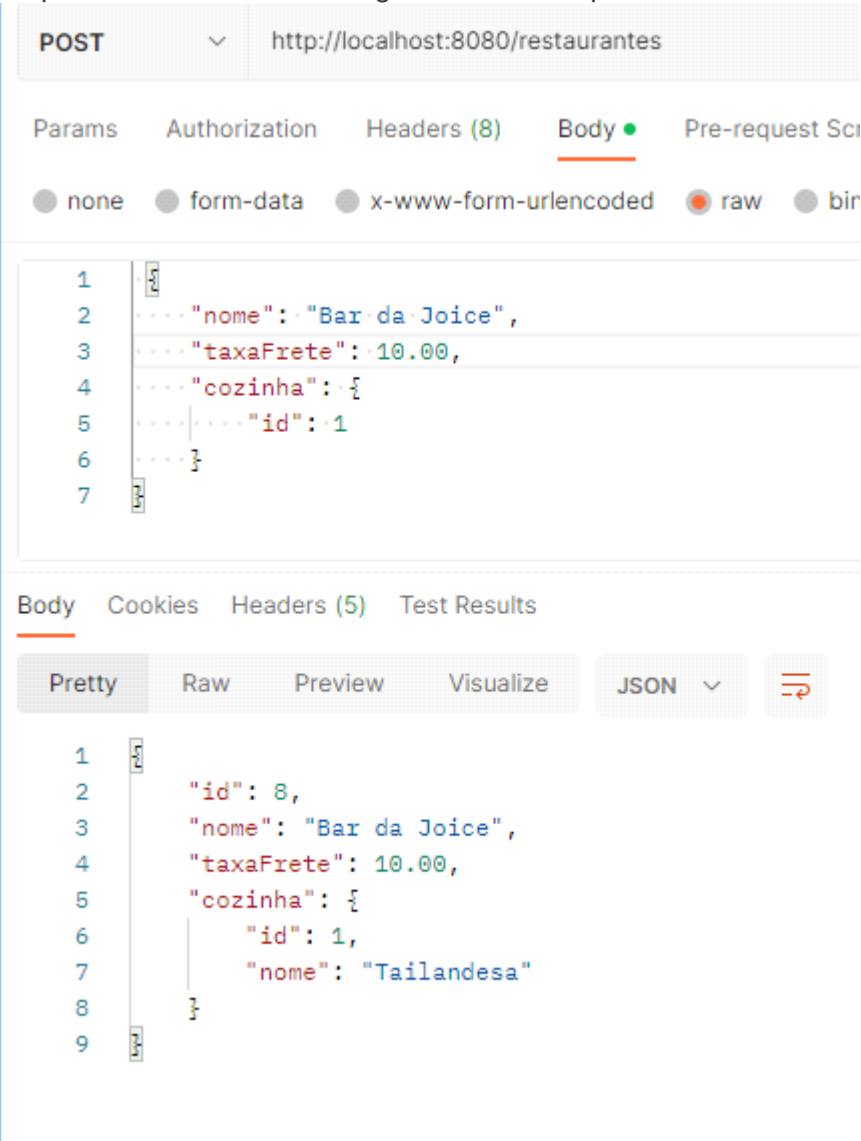 POST http://localhost:8080/restaurantes
Params Authorization Headers (8) Body Pre-request Scr
none form-data x-www-form-urlencoded raw bin
1 {
2 "nome": "Bar da Joice",
3 "taxaFrete": 10.00,
4 "cozinha": {
5 "id": 1
6 }
7 }
Body Cookies Headers (5) Test Results
Pretty Raw Preview Visualize JSON
1 {
2 "id": 8,
3 "nome": "Bar da Joice",
4 "taxaFrete": 10.00,
5 "cozinha": {
6 "id": 1,
7 "nome": "Tailandesa"
8 }
9 }